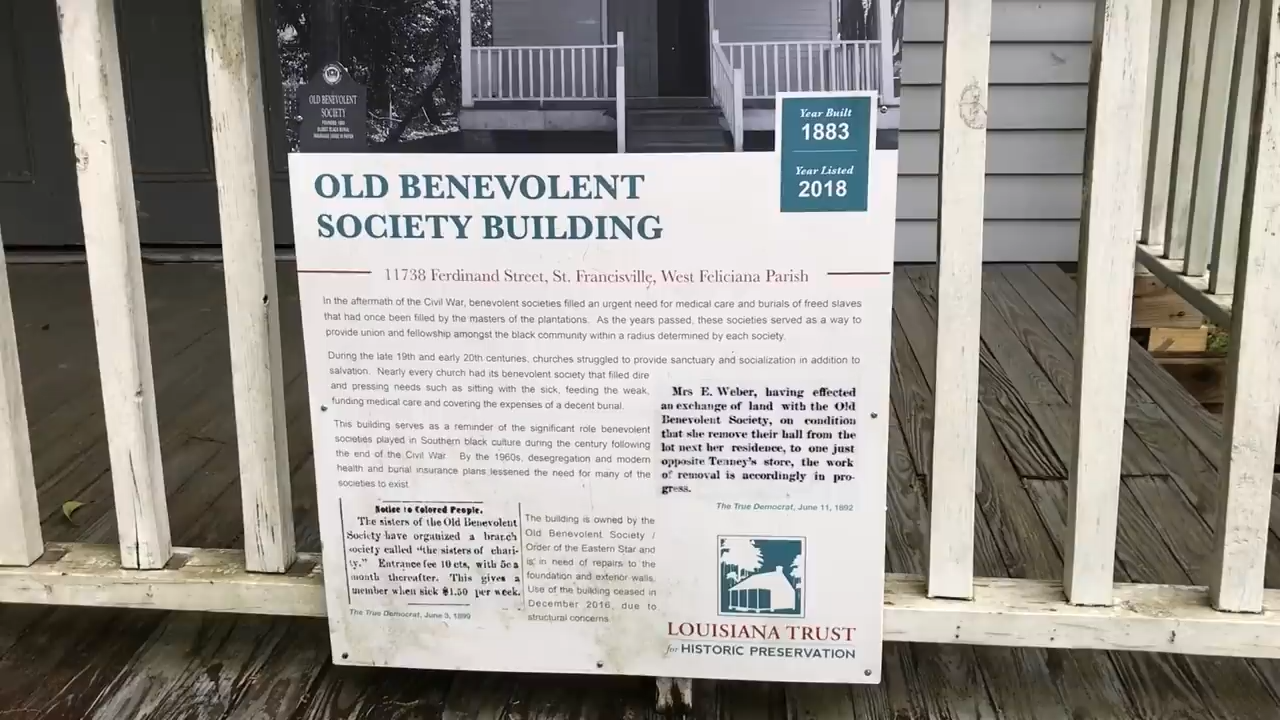 OLD BENEVOLENT
SOCIETY
Year Built
1883
Year Listed
2018
OLD BENEVOLENT
SOCIETY BUILDING
11738 Ferdinand Street, St. Francisville, West Feliciana Parish
In the aftermath of the Civil War, benevolent societies filled an urgent need for medical care and burials of freed slaves
that had once been filled by the masters of the plantations. As the years passed, these societies served as a way to
provide union and fellowship amongst the black community within a radius determined by each society.
During the late 19th and early 20th centuries, churches struggled to provide sanctuary and socialization in addition to
salvation. Nearly every church had its benevolent society that filled dire
and pressing needs such as sitting with the sick, feeding the weak,
funding medical care and covering the expenses of a decent burial.
This building serves as a reminder of the significant role benevolent
societies played in Southern black culture during the century following
the end of the Civil War. By the 1960s, desegregation and modern
health and burial insurance plans lessened the need for many of the
societies to exist.
Mrs E. Weber, having effected
an exchange of land with the Old
Benevolent Society, on condition
that she remove their hall from the
lot next her residence, to one just
opposite Teaney's store, the work
of removal is accordingly in pro-
gress.
The True Democrat, June 11, 1892
Notice to Colored People.
The sisters of the Old Benevolent
Society have organized a branch
society called "the sisters of chari-
ty." Entrance fee 10 cts, with 5c a
month thereafter. This gives a
member when sick $1.50 per week.
The True Democrat, June 3, 1899
The building is owned by the
Old Benevolent Society /
Order of the Eastern Star and
is in need of repairs to the
foundation and exterior walls.
Use of the building ceased in
December 2016, due to
structural concerns
LOUISIANA TRUST
for HISTORIC PRESERVATION